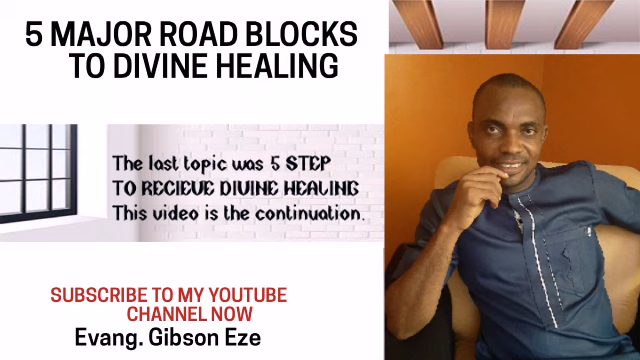 5 MAJOR ROAD BLOCKS
TO DIVINE HEALING
The last topic was 5 STEP
TO RECIEVE DIVINE HEALING
This video is the continuation.
SUBSCRIBE TO MY YOUTUBE
CHANNEL NOW
Evang. Gibson Eze